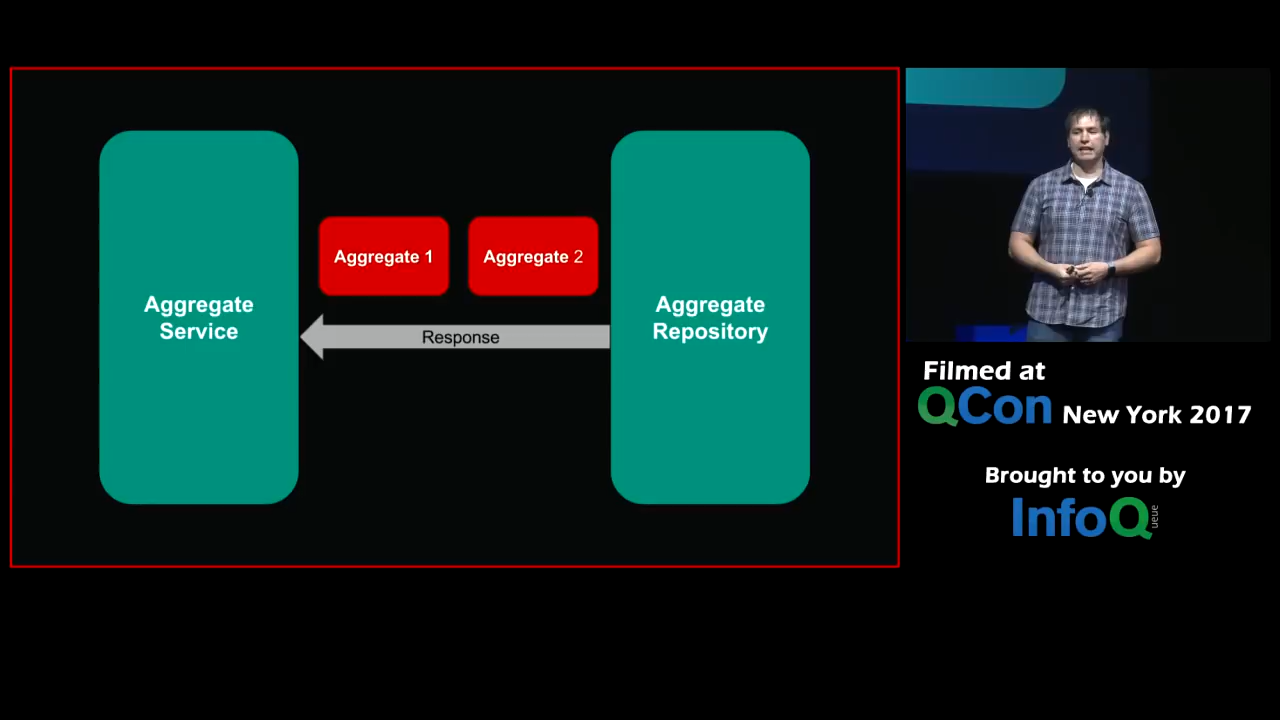 Aggregate
Service
Aggregate 1
Aggregate 2
Response
Aggregate
Repository
Filmed at
QCon New York 2017
Brought to you by
InfoQ
ueue